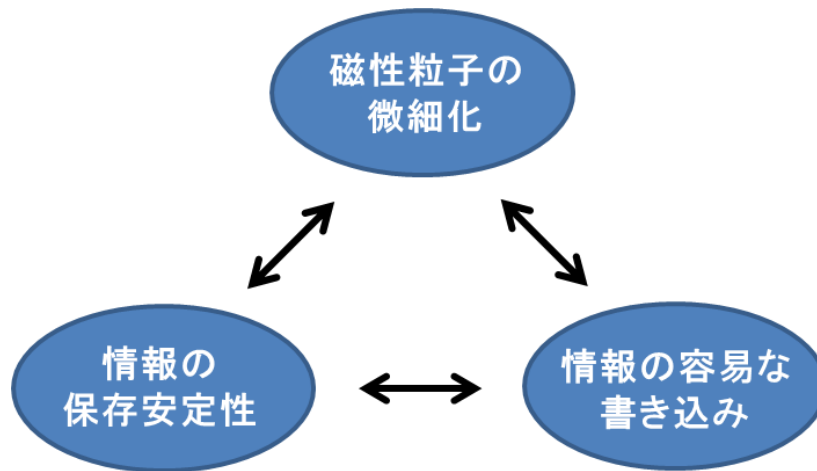 磁性粒子の
微細化
情報の
保存安定性
情報の容易な
書き込み